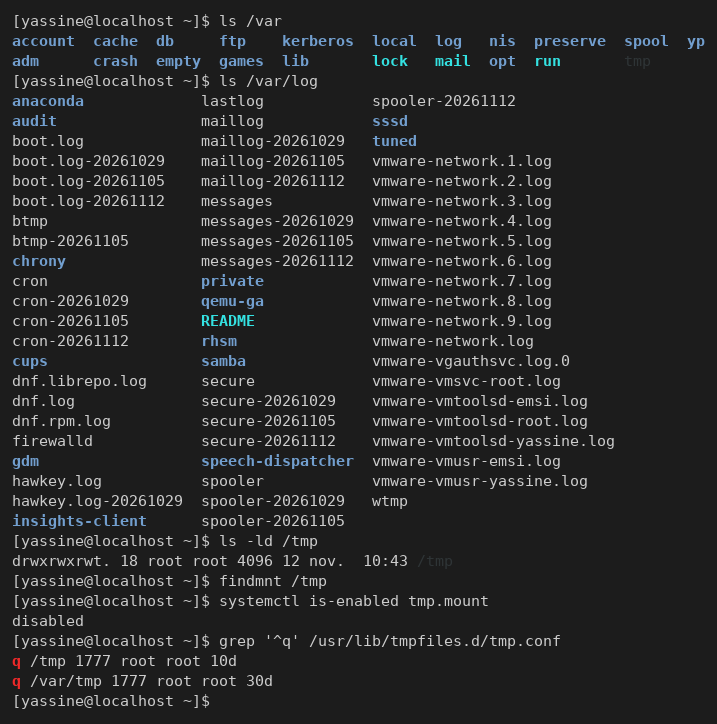 [yassine@localhost ~]$ ls /var
account  cache  db     ftp    kerberos  local  log   nis  preserve  spool  yp
adm      crash  empty  games  lib       lock   mail  opt  run       tmp
[yassine@localhost ~]$ ls /var/log
anaconda             lastlog            spooler-20261112
audit                maillog            sssd
boot.log             maillog-20261029   tuned
boot.log-20261029    maillog-20261105   vmware-network.1.log
boot.log-20261105    maillog-20261112   vmware-network.2.log
boot.log-20261112    messages           vmware-network.3.log
btmp                 messages-20261029  vmware-network.4.log
btmp-20261105        messages-20261105  vmware-network.5.log
chrony               messages-20261112  vmware-network.6.log
cron                 private            vmware-network.7.log
cron-20261029        qemu-ga            vmware-network.8.log
cron-20261105        README             vmware-network.9.log
cron-20261112        rhsm               vmware-network.log
cups                 samba              vmware-vgauthsvc.log.0
dnf.librepo.log      secure             vmware-vmsvc-root.log
dnf.log              secure-20261029    vmware-vmtoolsd-emsi.log
dnf.rpm.log          secure-20261105    vmware-vmtoolsd-root.log
firewalld            secure-20261112    vmware-vmtoolsd-yassine.log
gdm                  speech-dispatcher  vmware-vmusr-emsi.log
hawkey.log           spooler            vmware-vmusr-yassine.log
hawkey.log-20261029  spooler-20261029   wtmp
insights-client      spooler-20261105
[yassine@localhost ~]$ ls -ld /tmp
drwxrwxrwt. 18 root root 4096 12 nov.  10:43 /tmp
[yassine@localhost ~]$ findmnt /tmp
[yassine@localhost ~]$ systemctl is-enabled tmp.mount
disabled
[yassine@localhost ~]$ grep '^q' /usr/lib/tmpfiles.d/tmp.conf
q /tmp 1777 root root 10d
q /var/tmp 1777 root root 30d
[yassine@localhost ~]$